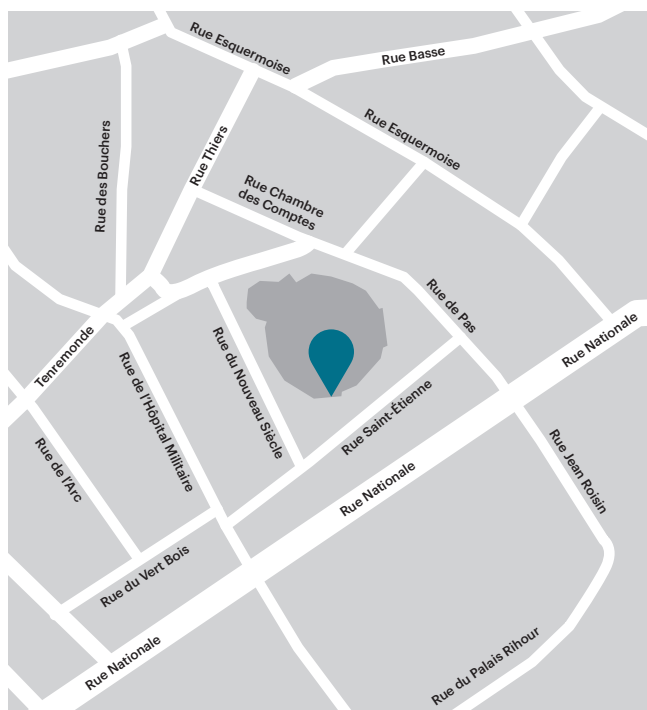 Rue Esquermoise
Rue Basse
Rue des Bouchers
Rue Thiers
Rue Esquermoise
Rue Chambre
des Comptes
Rue de Pas
Rue Nationale
Tenremonde
Rue de l'Hôpital Militaire
Rue du Nouveau Siècle
Rue Saint-Étienne
Rue de l'Arc
Rue Nationale
Rue Jean Roisin
Rue du Vert Bois
Rue Nationale
Rue du Palais Rihour